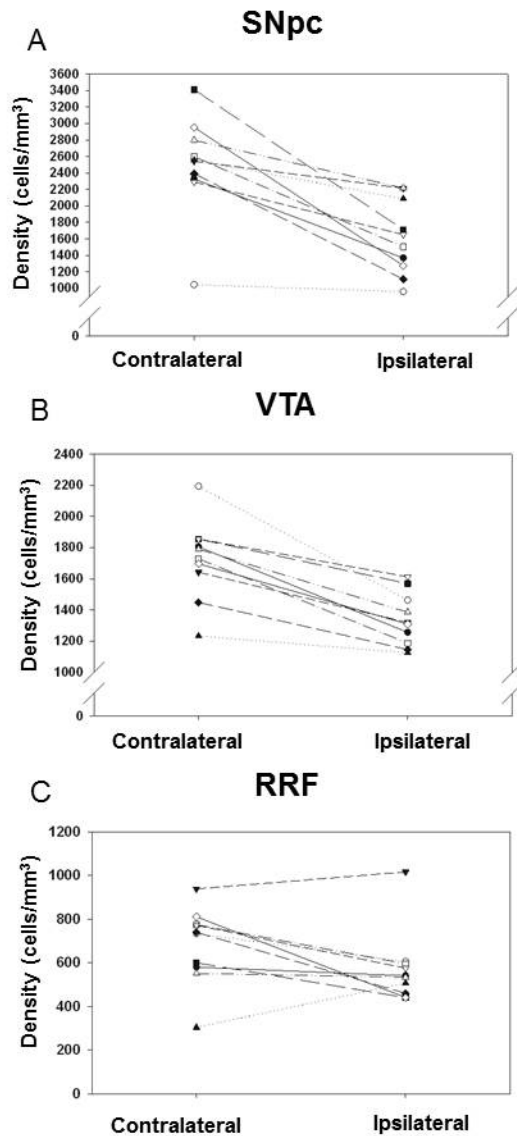 A
SNpc
Density (cells/mm³)
3600
3400
3200
3000
2800
2600
2400
2200
2000
1800
1600
1400
1200
1000
0
Contralateral Ipsilateral
B
VTA
Density (cells/mm³)
2400
2200
2000
1800
1600
1400
1200
1000
0
Contralateral Ipsilateral
C
RRF
Density (cells/mm³)
1200
1000
800
600
400
200
0
Contralateral Ipsilateral